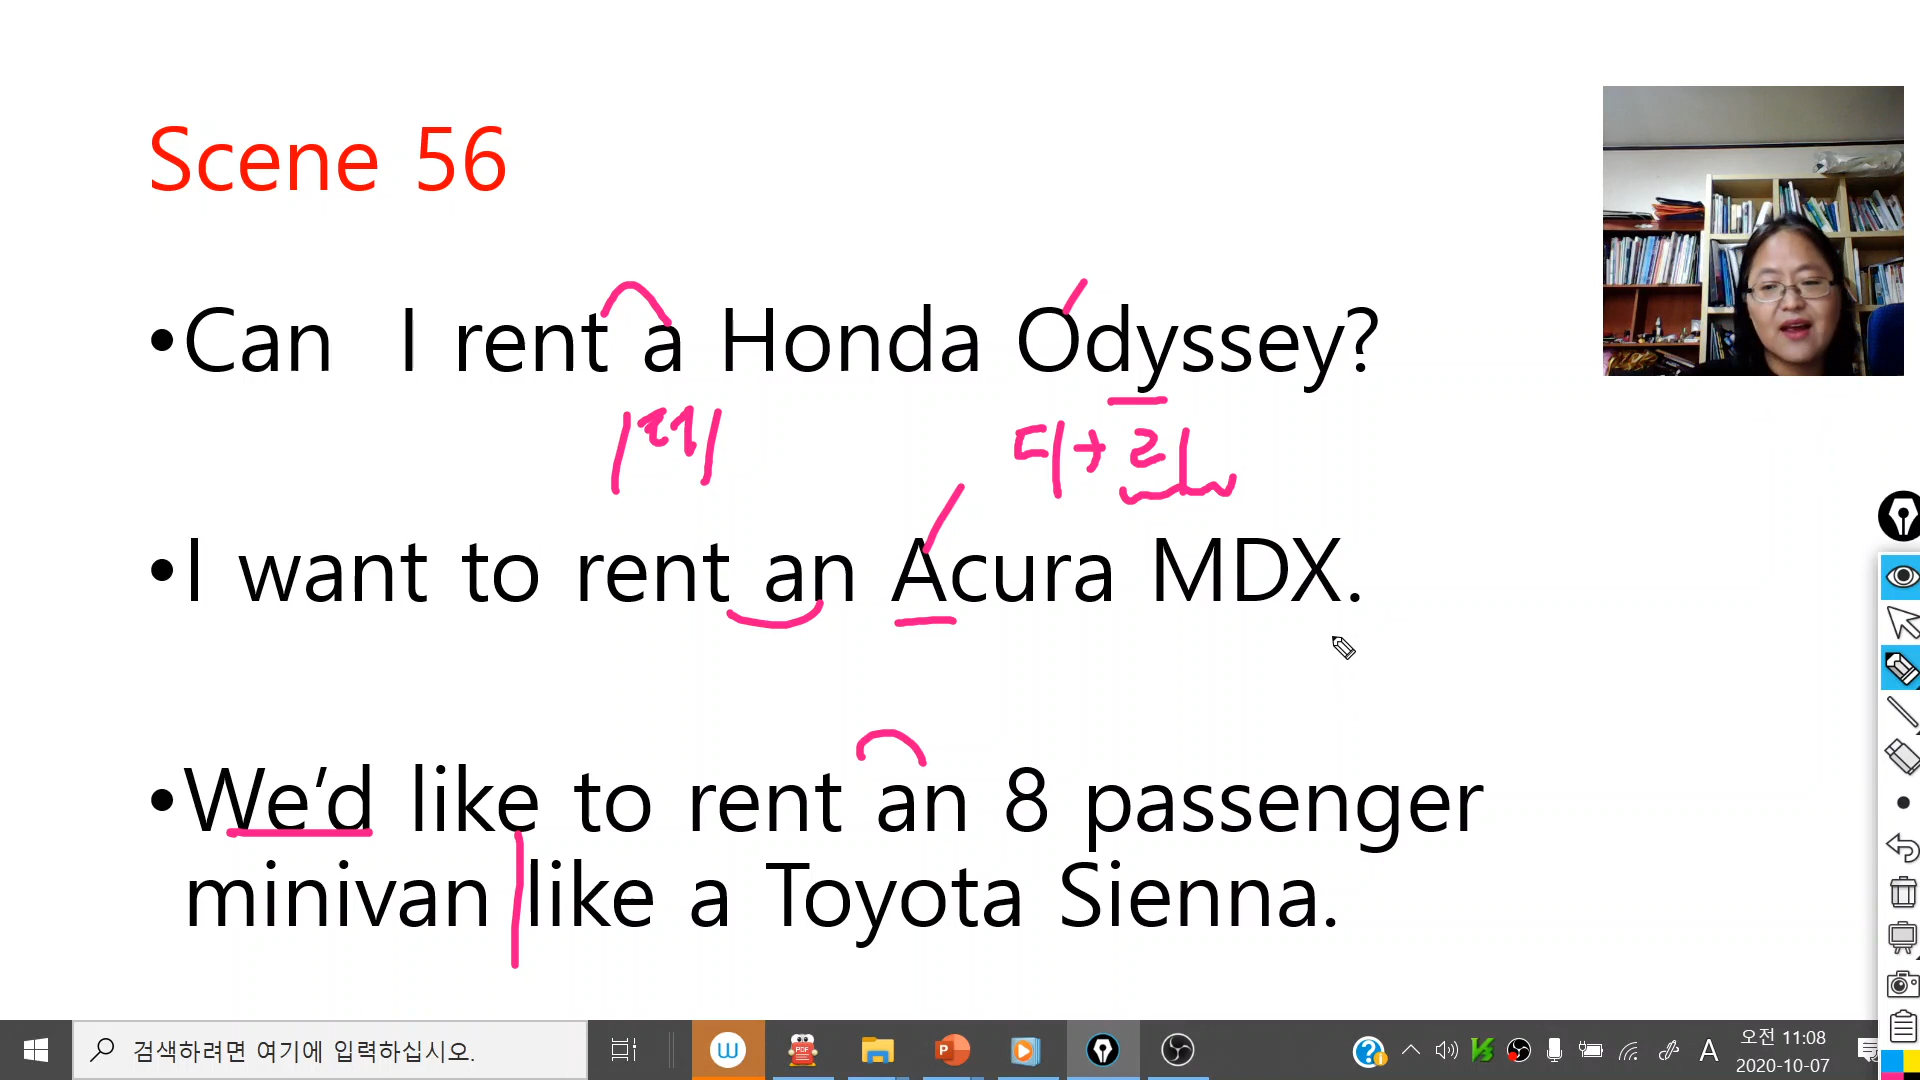 Scene 56
•Can I rent a Honda Odyssey?
디+리
•I want to rent an Acura MDX.
•We'd like to rent an 8 passenger
minivan like a Toyota Sienna.
검색하려면 여기에 입력하십시오.
A
오전 11:08
2020-10-07